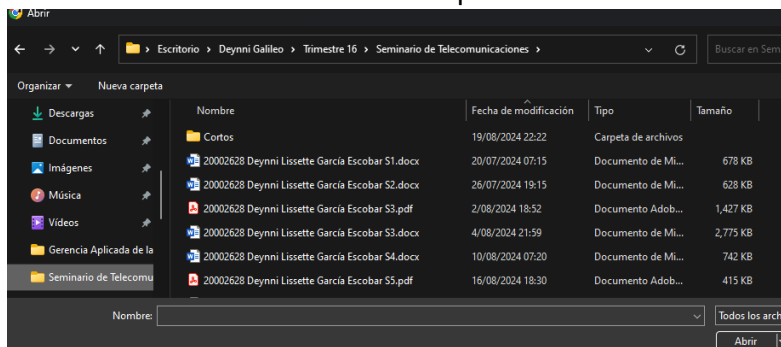 Abrir
Escritorio > Deynni Galileo > Trimestre 16 > Seminario de Telecomunicaciones >
Buscar en Sem
Organizar
Nueva carpeta
Descargas
Documentos
Imágenes
Música
Vídeos
Gerencia Aplicada de la
Seminario de Telecomu
Nombre Fecha de modificación Tipo Tamaño
Cortos 19/08/2024 22:22 Carpeta de archivos
20002628 Deynni Lissette García Escobar S1.docx 20/07/2024 07:15 Documento de Mi... 678 KB
20002628 Deynni Lissette García Escobar S2.docx 26/07/2024 19:15 Documento de Mi... 628 KB
20002628 Deynni Lissette García Escobar S3.pdf 2/08/2024 18:52 Documento Adob... 1,427 KB
20002628 Deynni Lissette García Escobar S3.docx 4/08/2024 21:59 Documento de Mi... 2,775 KB
20002628 Deynni Lissette García Escobar S4.docx 10/08/2024 07:20 Documento de Mi... 742 KB
20002628 Deynni Lissette García Escobar S5.pdf 16/08/2024 18:30 Documento Adob... 415 KB
Nombre:
Todos los arch
Abrir